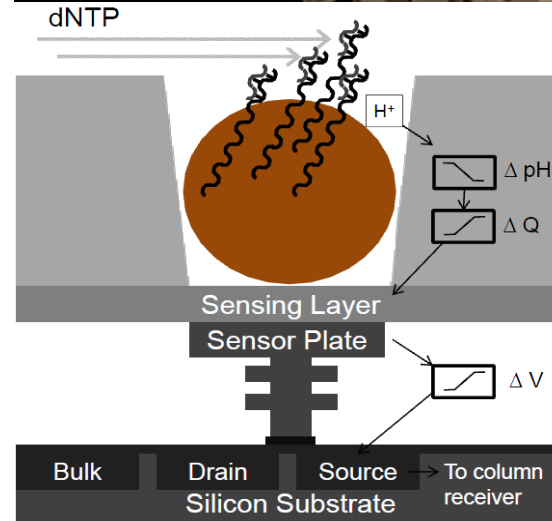 dNTP
H⁺
Δ pH
Δ Q
Sensing Layer
Sensor Plate
Δ V
Bulk Drain Source To column
receiver
Silicon Substrate